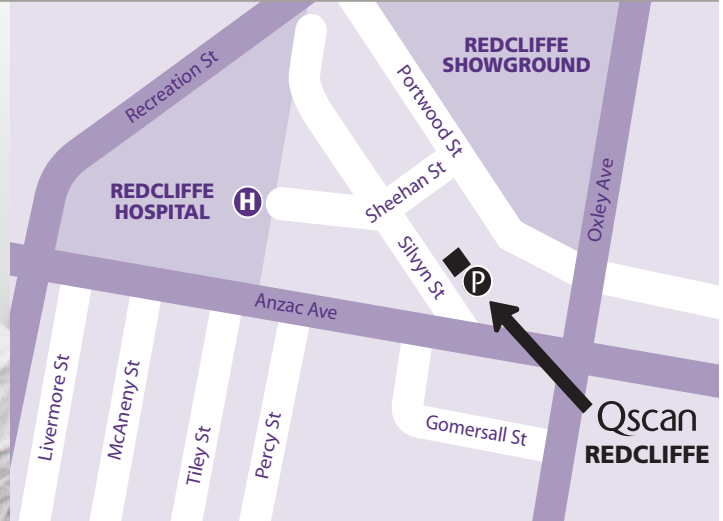 REDCLIFFE
SHOWGROUND
Recreation St
Portwood St
REDCLIFFE
HOSPITAL
H
Sheehan St
Oxley Ave
Silvyn St
P
Anzac Ave
Livermore St
McAneny St
Tiley St
Percy St
Gomersall St
Qscan
REDCLIFFE